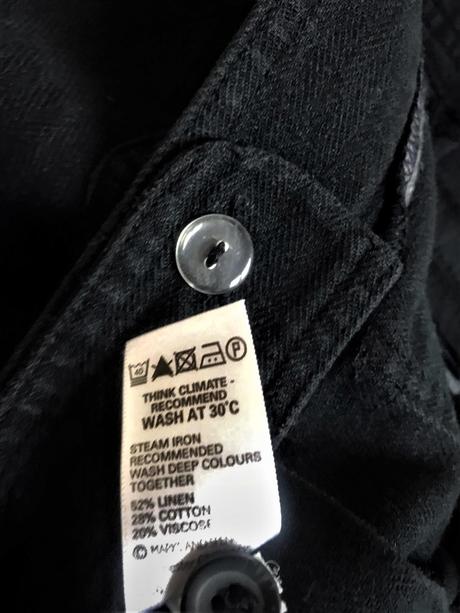 40 P
THINK CLIMATE -
RECOMMEND
WASH AT 30°C
STEAM IRON
RECOMMENDED
WASH DEEP COLOURS
TOGETHER
52% LINEN
28% COTTON
20% VISCOSE
©